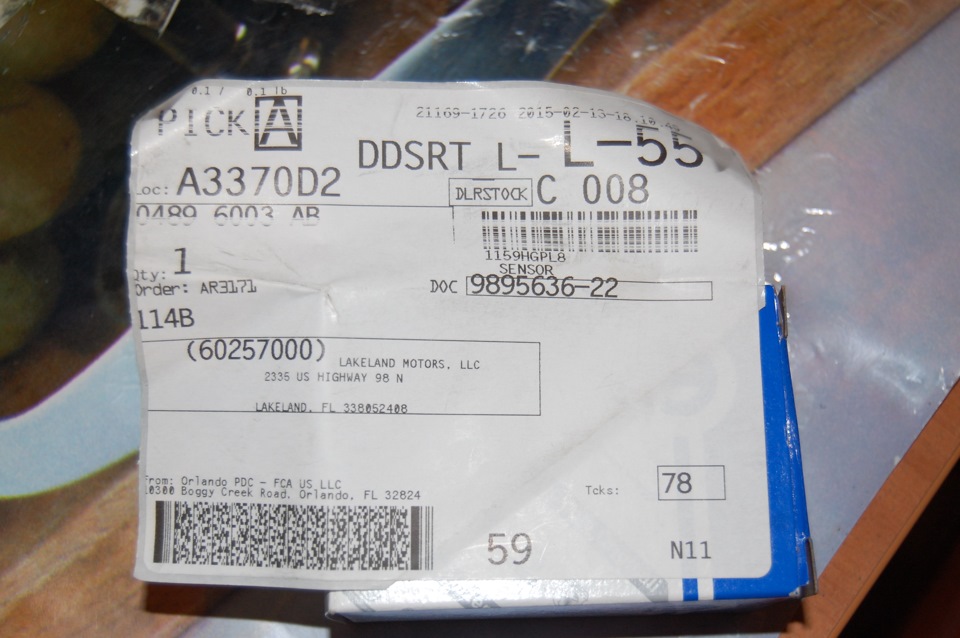 0.1 / 0.1 lb
PICK A
21169-1726 2015-02-13-18.10.
DDSRT L- L-55
Loc: A3370D2
DLRSTOCK C 008
0489 6003 AB
1159HGPL8
SENSOR
Qty: 1
DOC 9895636-22
Order: AR3171
114B
(60257000) LAKELAND MOTORS, LLC
2335 US HIGHWAY 98 N
LAKELAND, FL 338052408
From: Orlando PDC - FCA US LLC
10300 Boggy Creek Road. Orlando, FL 32824
Tcks: 78
59
N11